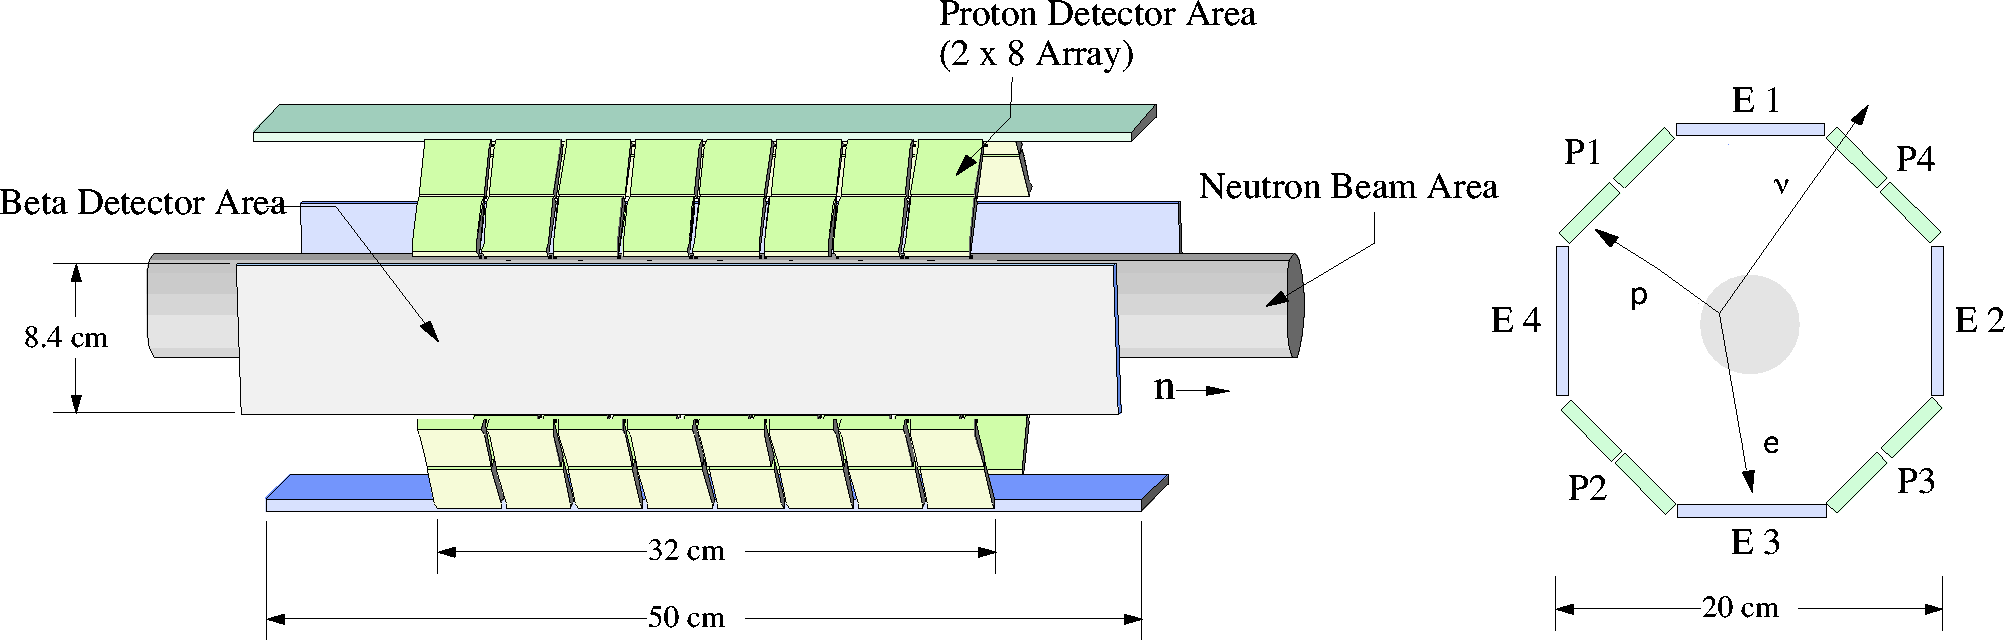 Proton Detector Area
(2 x 8 Array)
Beta Detector Area
Neutron Beam Area
8.4 cm
n
32 cm
50 cm
E 1
P1
P4
ν
E 4
p
E 2
e
P2
P3
E 3
20 cm